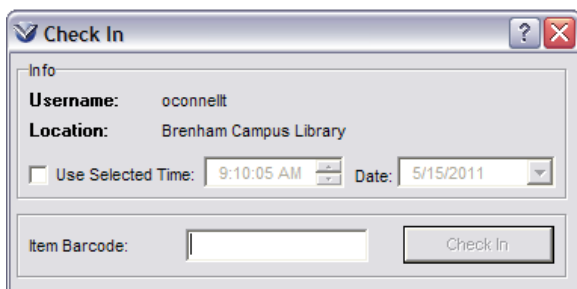 Check In
Info
Username: oconnellt
Location: Brenham Campus Library
Use Selected Time: 9:10:05 AM Date: 5/15/2011
Item Barcode: Check In